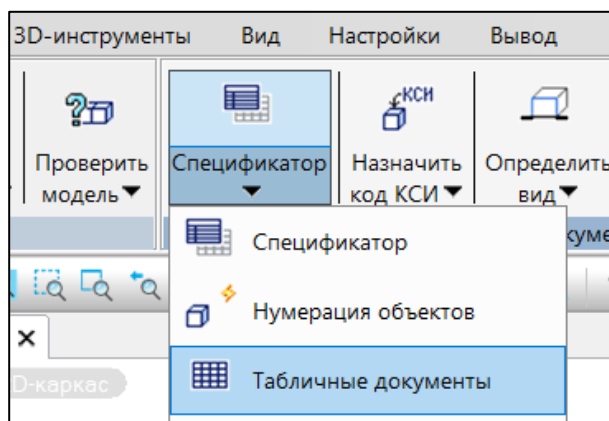 3D-инструменты Вид Настройки Вывод
КСИ
Проверить модель
Спецификатор
Назначить код КСИ
Определить вид
Спецификатор
Нумерация объектов
Табличные документы
D-каркас